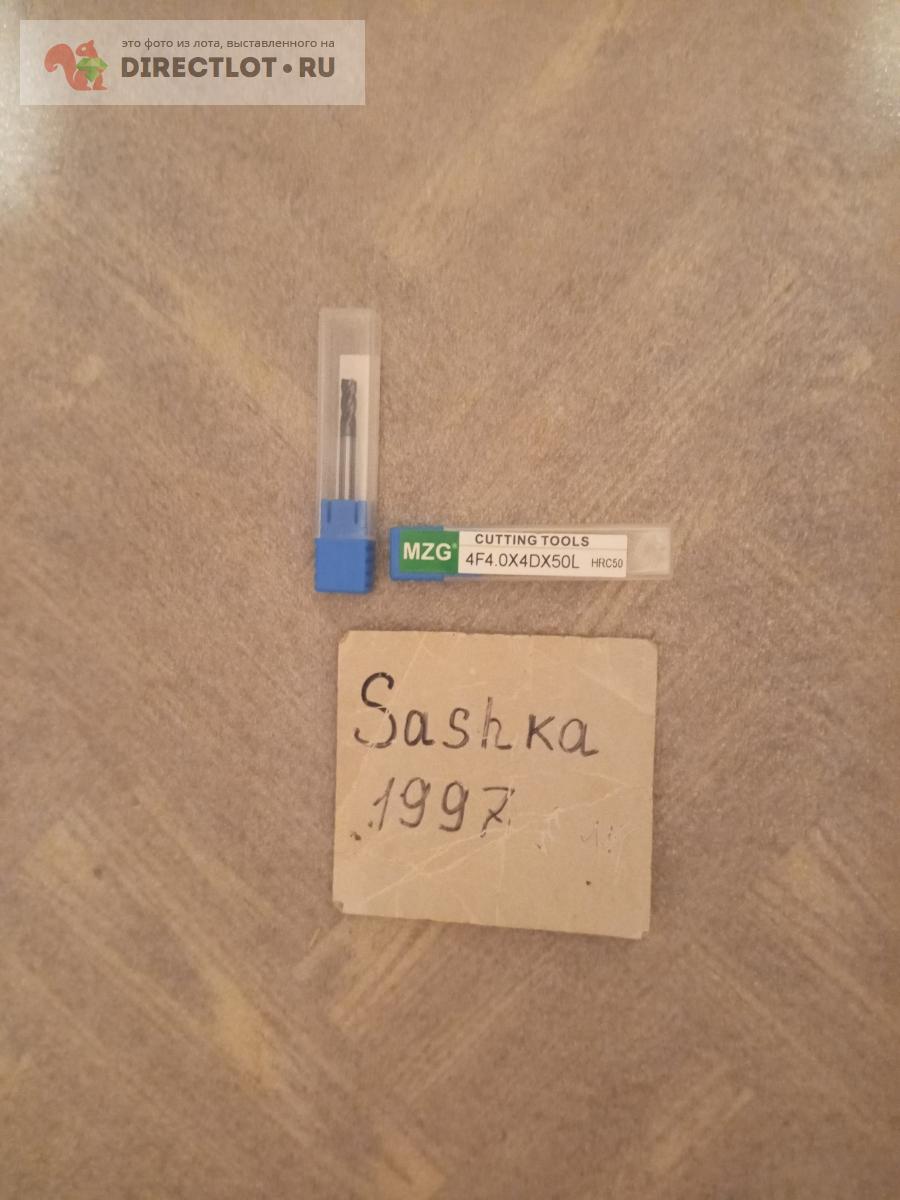 это фото из лота, выставленного на
DIRECTLOT•RU
MZG®
CUTTING TOOLS
4F4.0X4DX50L HRC50
Sashka
1997